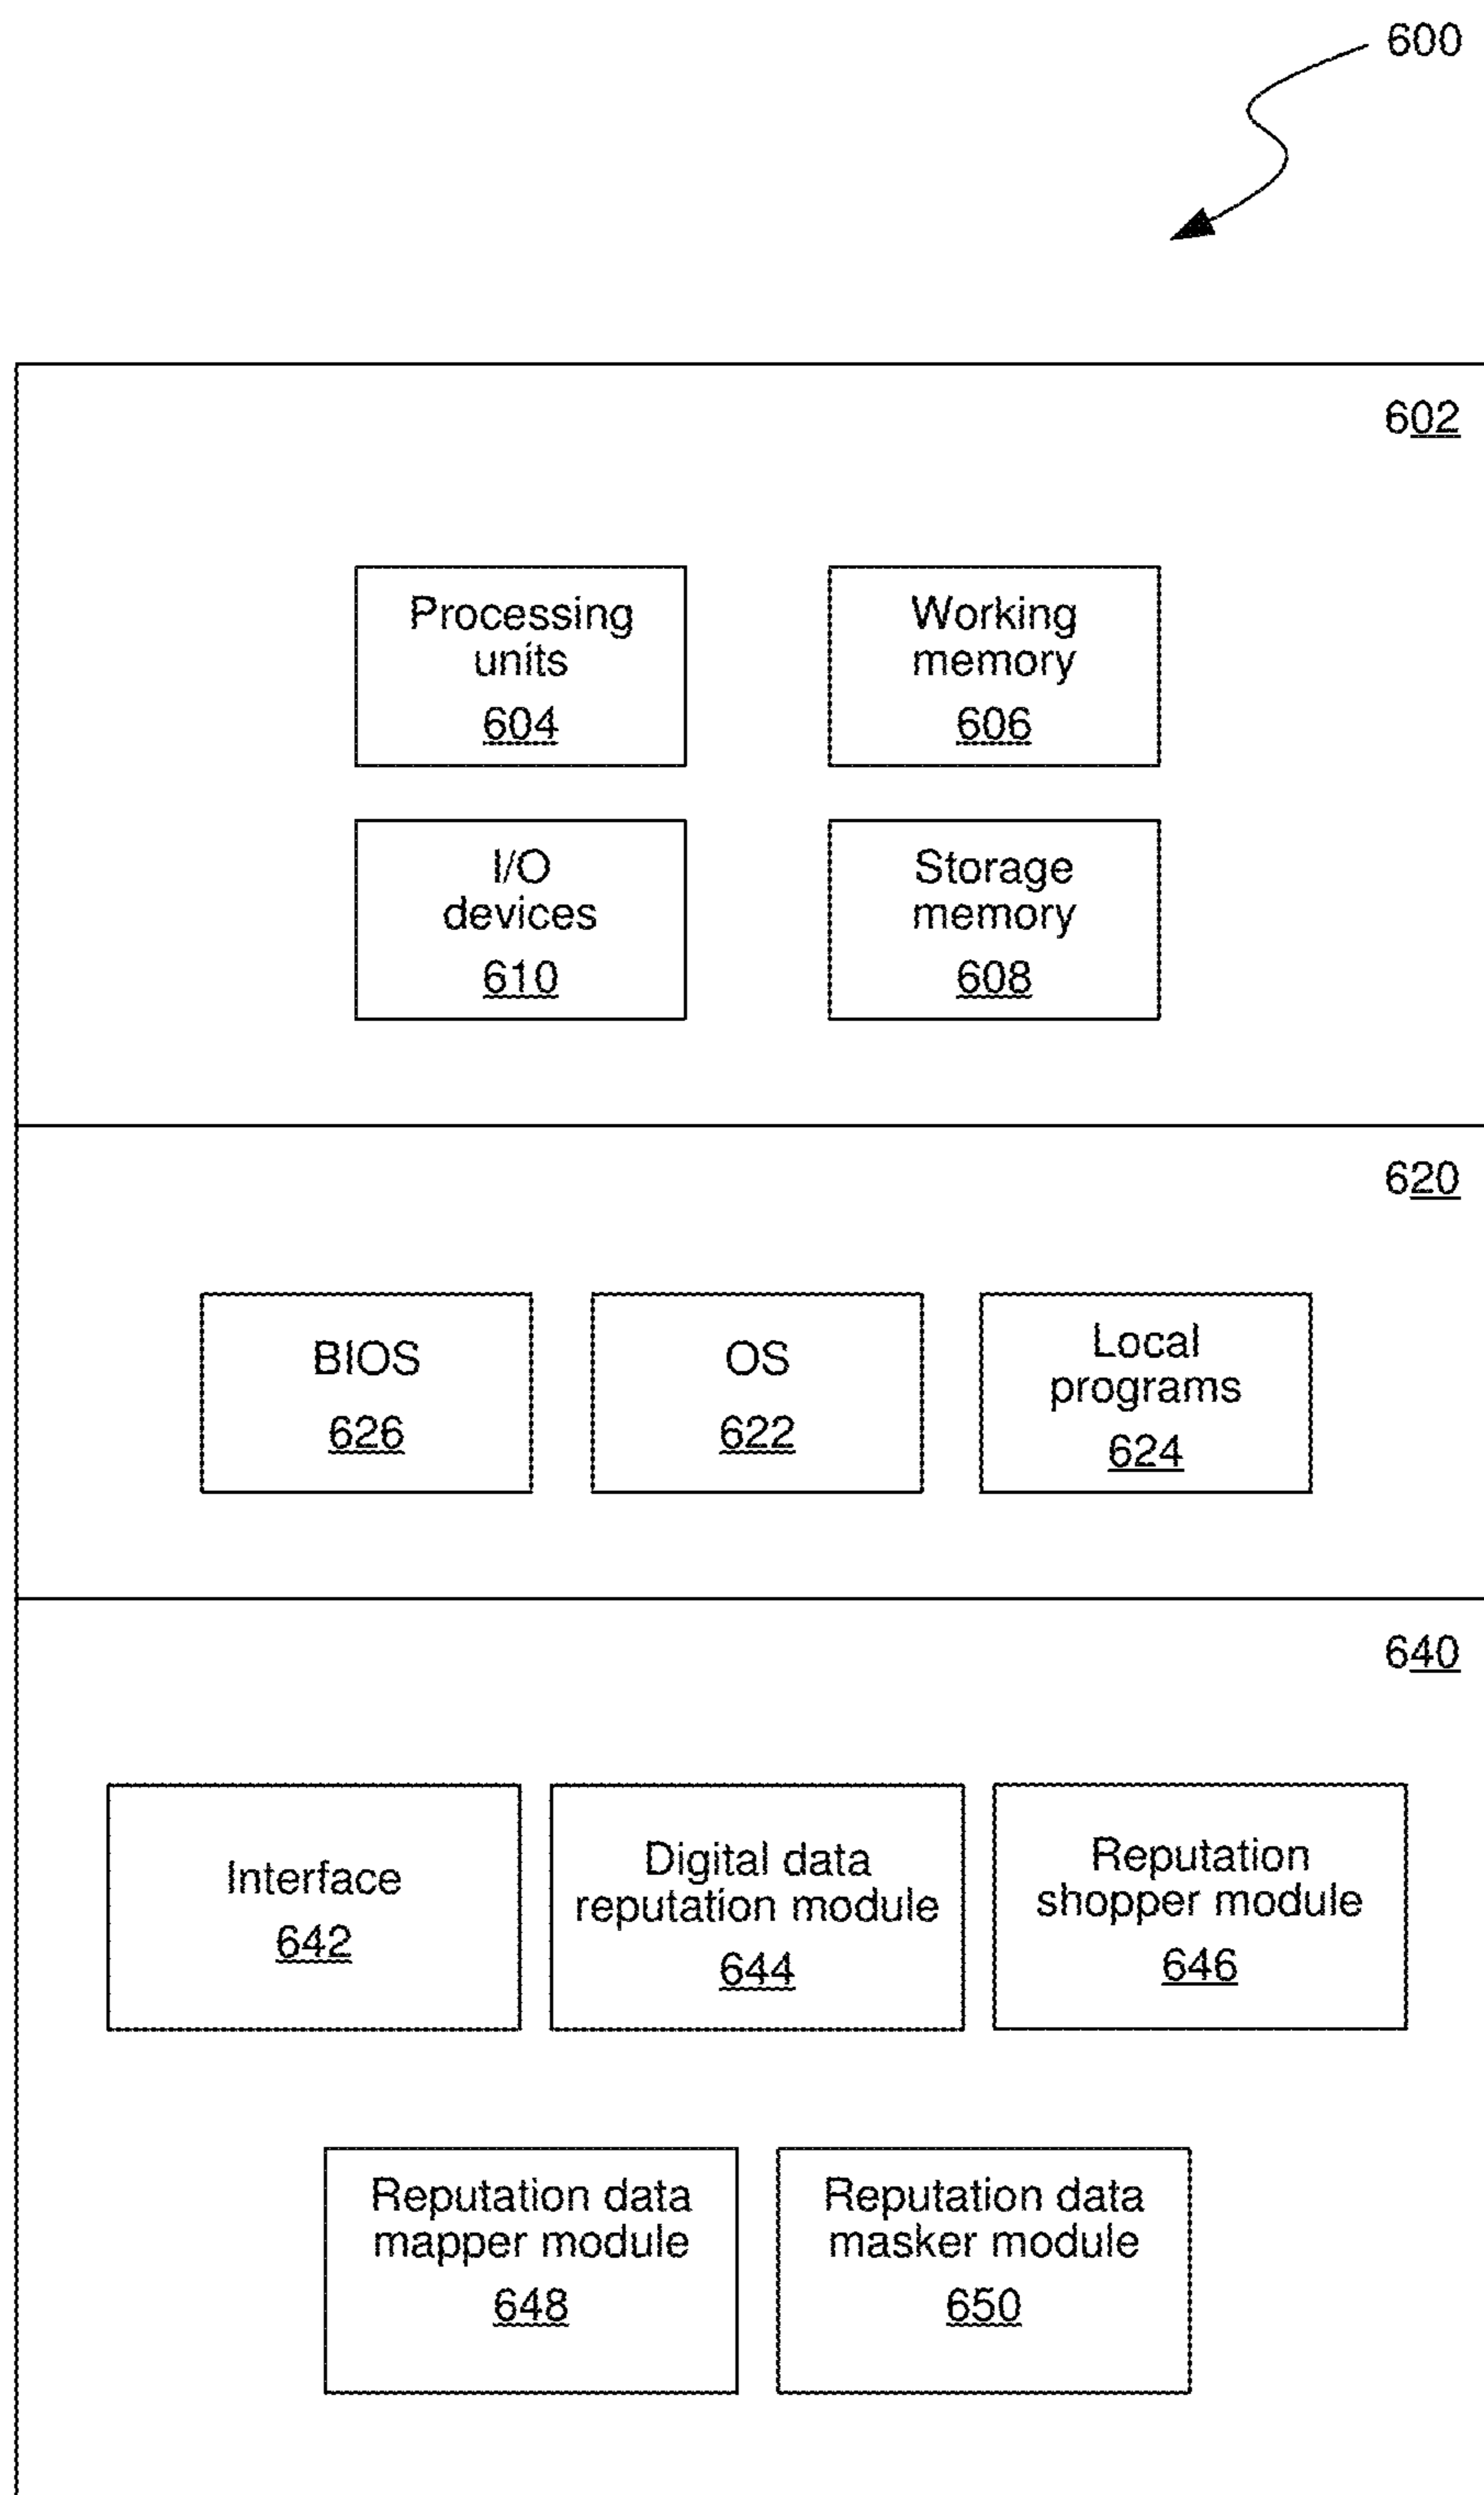 600
602
Processing
units
604
Working
memory
606
I/O
devices
610
Storage
memory
608
620
BIOS
626
OS
622
Local
programs
624
640
Interface
642
Digital data
reputation module
644
Reputation
shopper module
646
Reputation data
mapper module
648
Reputation data
masker module
650